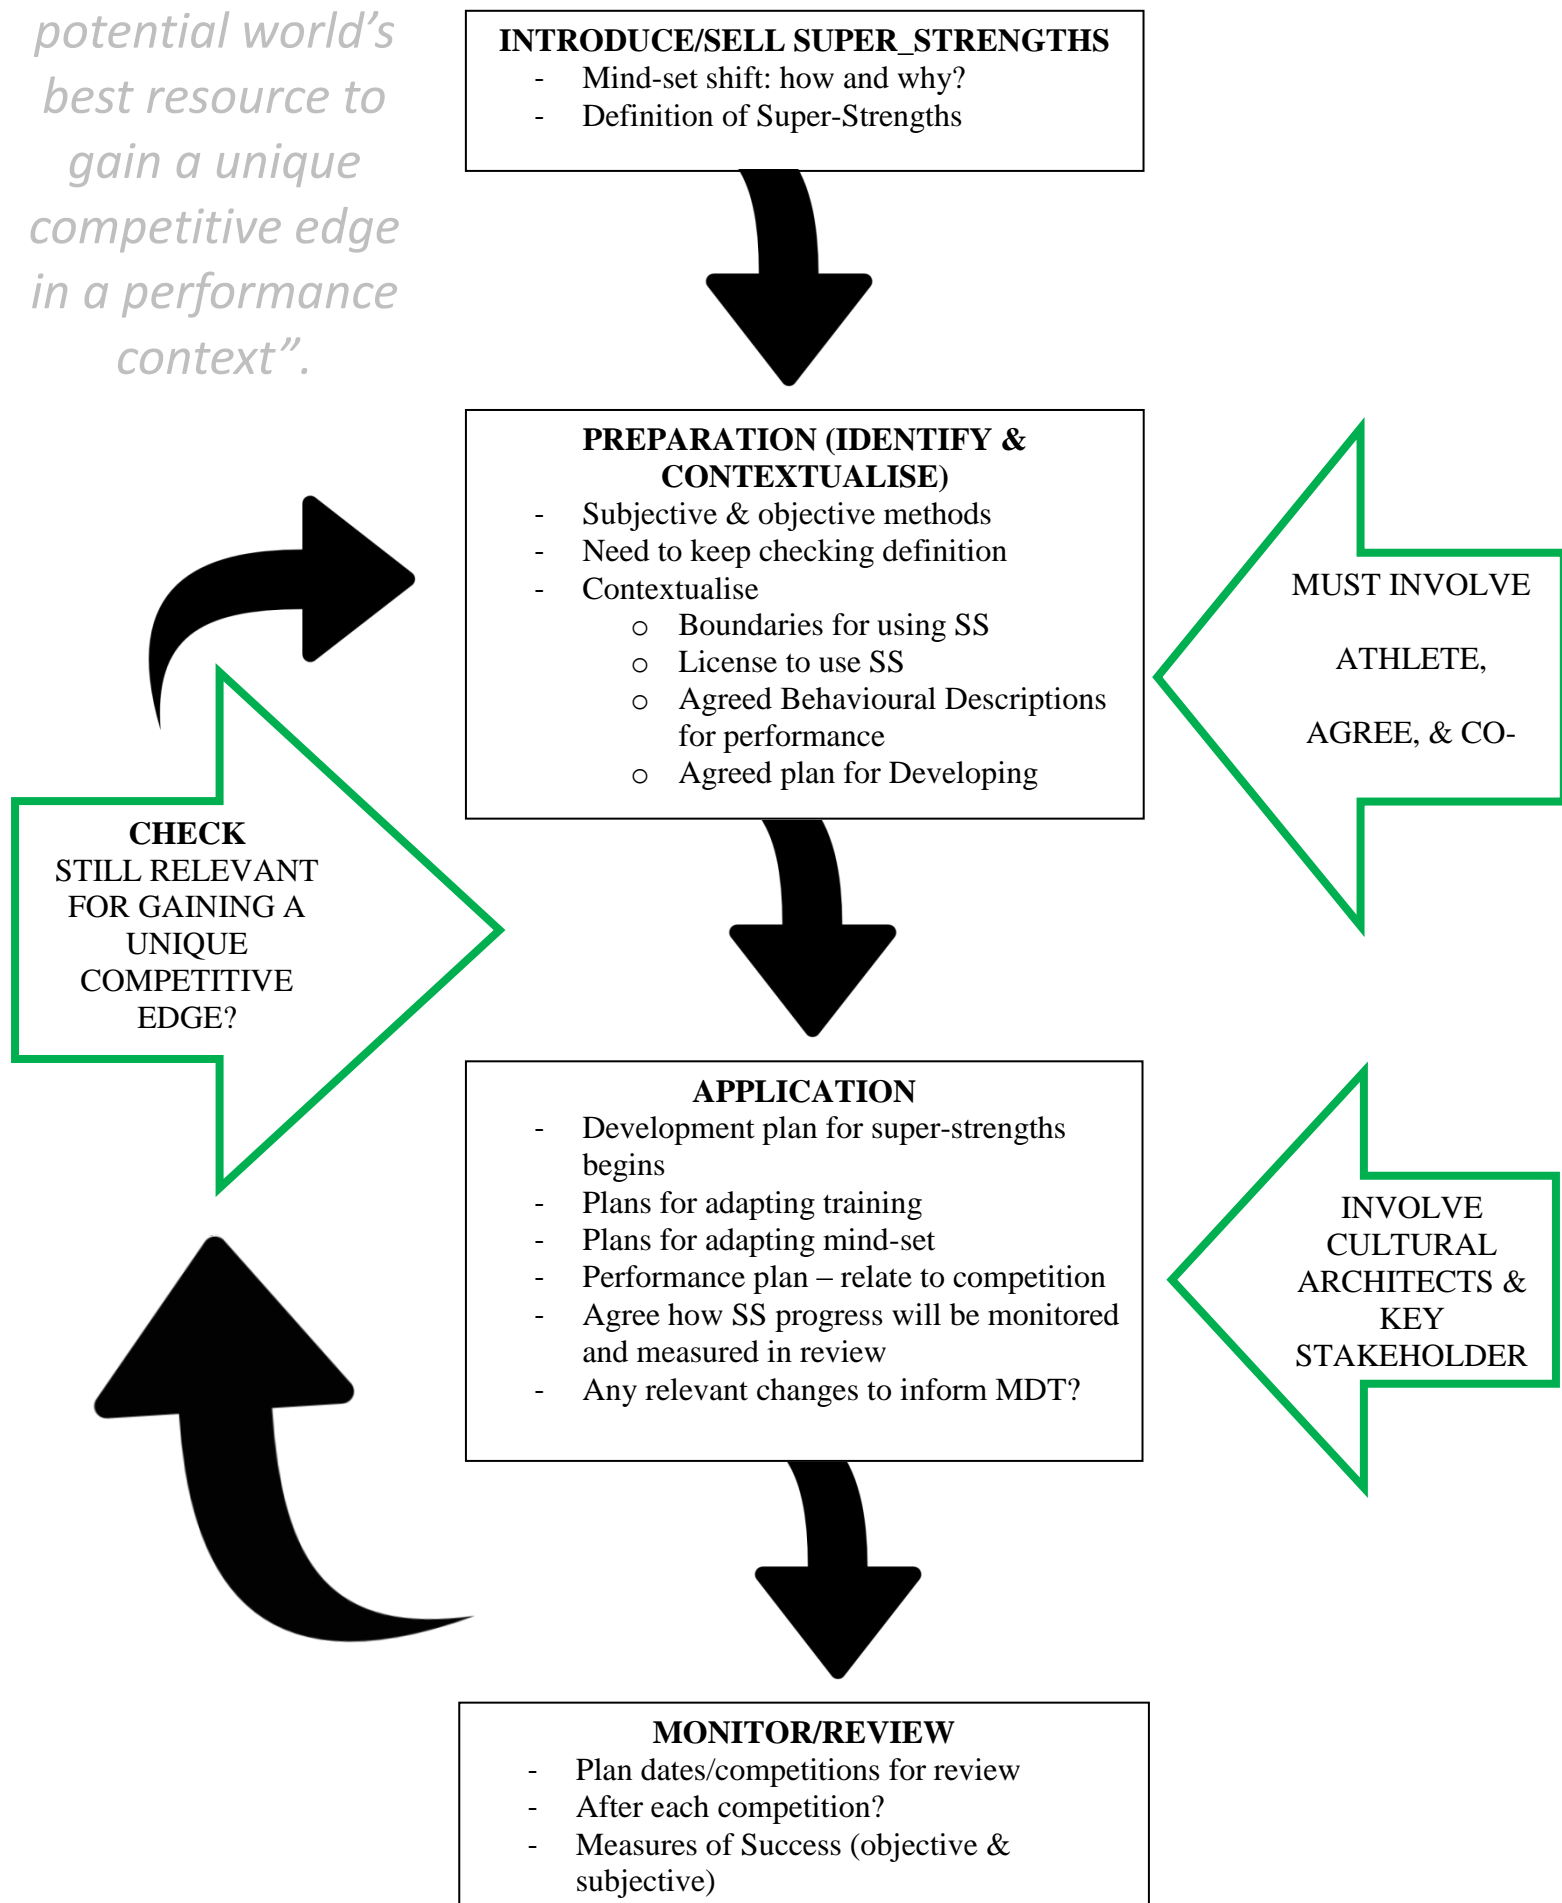 potential world’s
best resource to
gain a unique
competitive edge
in a performance
context”.
INTRODUCE/SELL SUPER_STRENGTHS
- Mind-set shift: how and why?
- Definition of Super-Strengths
PREPARATION (IDENTIFY &
CONTEXTUALISE)
- Subjective & objective methods
- Need to keep checking definition
- Contextualise
o Boundaries for using SS
o License to use SS
o Agreed Behavioural Descriptions
for performance
o Agreed plan for Developing
MUST INVOLVE
ATHLETE,
AGREE, & CO-
CHECK
STILL RELEVANT
FOR GAINING A
UNIQUE
COMPETITIVE
EDGE?
APPLICATION
- Development plan for super-strengths
begins
- Plans for adapting training
- Plans for adapting mind-set
- Performance plan – relate to competition
- Agree how SS progress will be monitored
and measured in review
- Any relevant changes to inform MDT?
INVOLVE
CULTURAL
ARCHITECTS &
KEY
STAKEHOLDER
MONITOR/REVIEW
- Plan dates/competitions for review
- After each competition?
- Measures of Success (objective &
subjective)